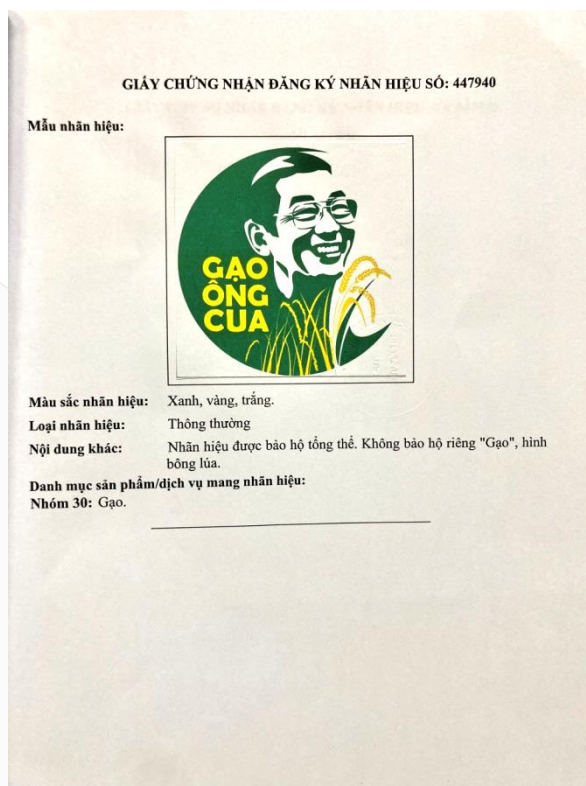 GIẤY CHỨNG NHẬN ĐĂNG KÝ NHÃN HIỆU SỐ: 447940
Mẫu nhãn hiệu:
GẠO
ÔNG
CUA
Màu sắc nhãn hiệu: Xanh, vàng, trắng.
Loại nhãn hiệu: Thông thường
Nội dung khác: Nhãn hiệu được bảo hộ tổng thể. Không bảo hộ riêng "Gạo", hình
bông lúa.
Danh mục sản phẩm/dịch vụ mang nhãn hiệu:
Nhóm 30: Gạo.